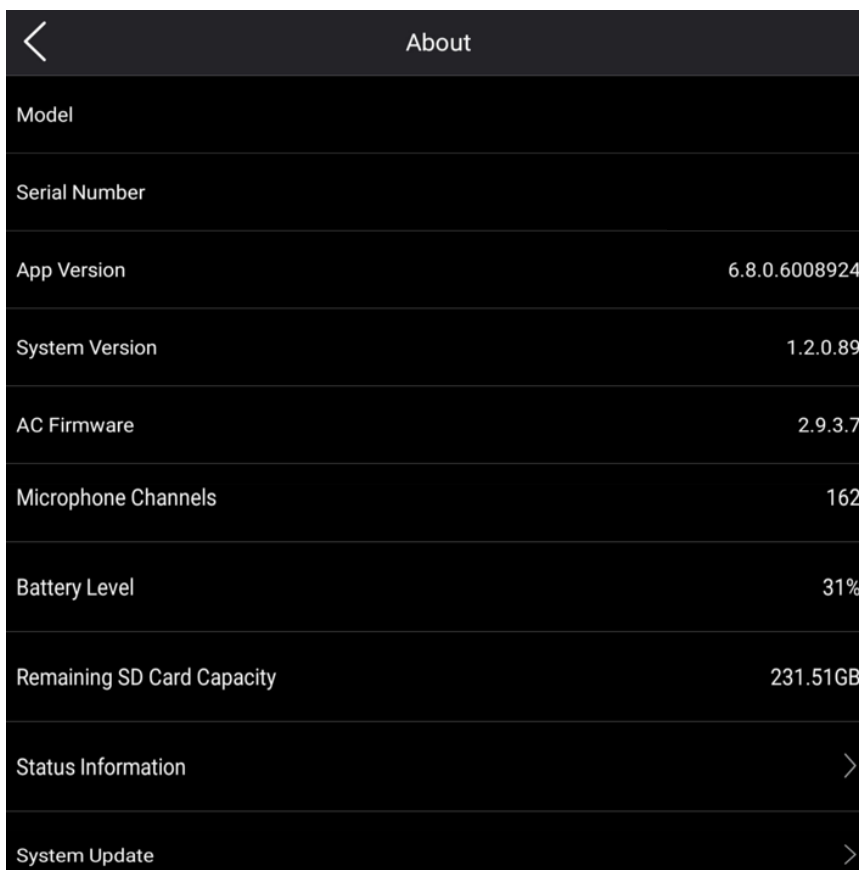 About
Model
Serial Number
App Version 6.8.0.6008924
System Version 1.2.0.89
AC Firmware 2.9.3.7
Microphone Channels 162
Battery Level 31%
Remaining SD Card Capacity 231.51GB
Status Information
System Update